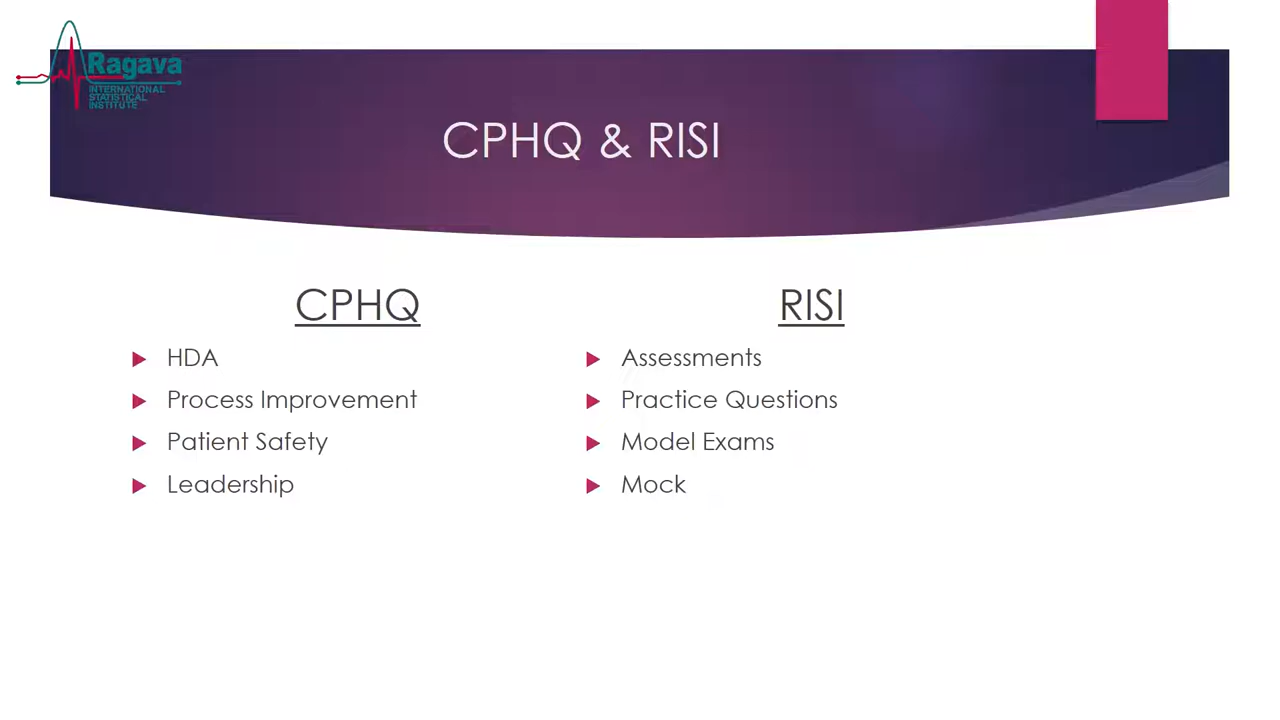 Ragava
INTERNATIONAL
STATISTICAL
INSTITUTE
CPHQ & RISI
CPHQ
HDA
Process Improvement
Patient Safety
Leadership
RISI
Assessments
Practice Questions
Model Exams
Mock